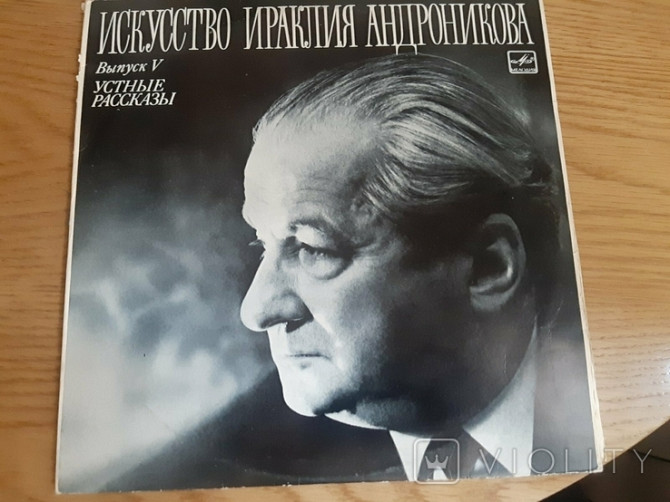 ИСКУССТВО ИРАКЛИЯ АНДРОНИКОВА
Выпуск V
УСТНЫЕ
РАССКАЗЫ
VIOLITY